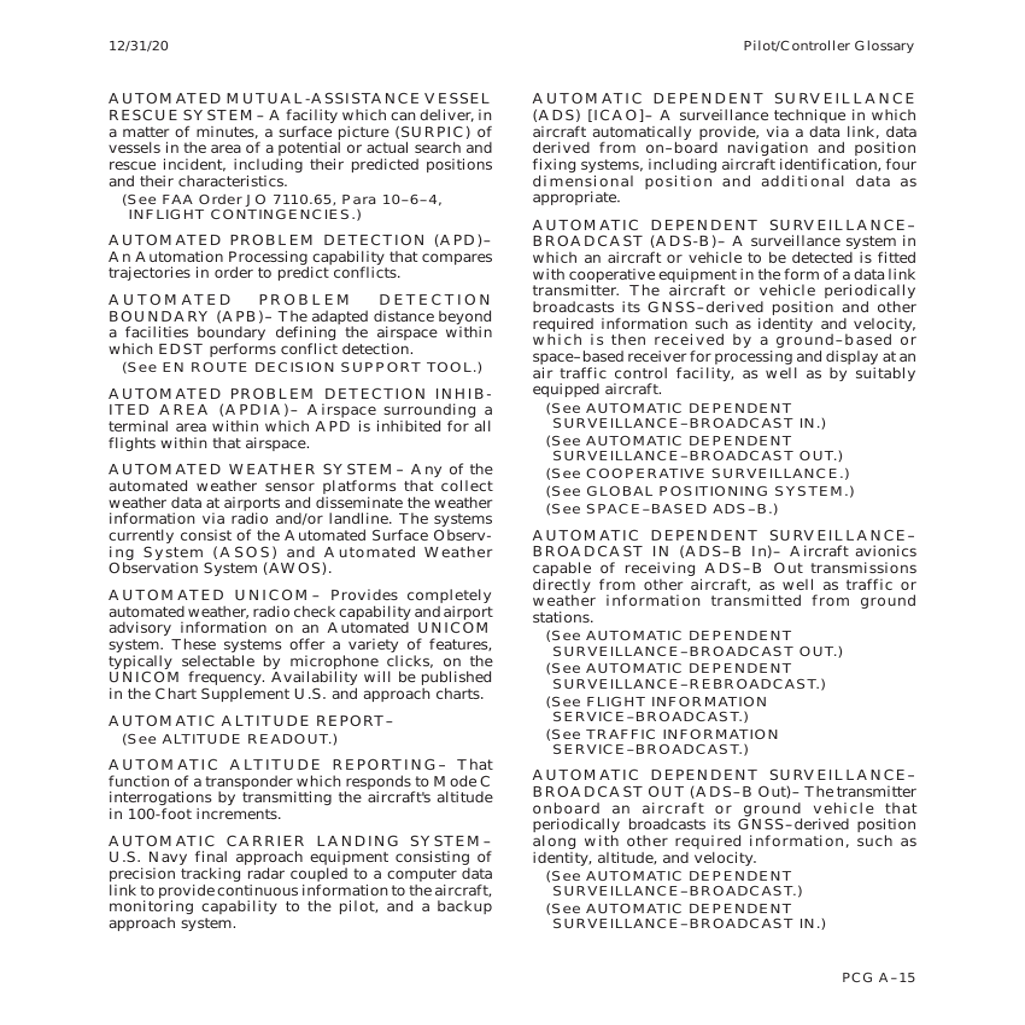 12/31/20
Pilot/Controller Glossary
AUTOMATED MUTUAL-ASSISTANCE VESSEL
RESCUE SYSTEM– A facility which can deliver, in
a matter of minutes, a surface picture (SURPIC) of
vessels in the area of a potential or actual search and
rescue incident, including their predicted positions
and their characteristics.
(See FAA Order JO 7110.65, Para 10–6–4,
INFLIGHT CONTINGENCIES.)
AUTOMATED PROBLEM DETECTION (APD)–
An Automation Processing capability that compares
trajectories in order to predict conflicts.
AUTOMATED PROBLEM DETECTION
BOUNDARY (APB)– The adapted distance beyond
a facilities boundary defining the airspace within
which EDST performs conflict detection.
(See EN ROUTE DECISION SUPPORT TOOL.)
AUTOMATED PROBLEM DETECTION INHIB-
ITED AREA (APDIA)– Airspace surrounding a
terminal area within which APD is inhibited for all
flights within that airspace.
AUTOMATED WEATHER SYSTEM– Any of the
automated weather sensor platforms that collect
weather data at airports and disseminate the weather
information via radio and/or landline. The systems
currently consist of the Automated Surface Observ-
ing System (ASOS) and Automated Weather
Observation System (AWOS).
AUTOMATED UNICOM– Provides completely
automated weather, radio check capability and airport
advisory information on an Automated UNICOM
system. These systems offer a variety of features,
typically selectable by microphone clicks, on the
UNICOM frequency. Availability will be published
in the Chart Supplement U.S. and approach charts.
AUTOMATIC ALTITUDE REPORT–
(See ALTITUDE READOUT.)
AUTOMATIC ALTITUDE REPORTING– That
function of a transponder which responds to Mode C
interrogations by transmitting the aircraft's altitude
in 100-foot increments.
AUTOMATIC CARRIER LANDING SYSTEM–
U.S. Navy final approach equipment consisting of
precision tracking radar coupled to a computer data
link to provide continuous information to the aircraft,
monitoring capability to the pilot, and a backup
approach system.
AUTOMATIC DEPENDENT SURVEILLANCE
(ADS) [ICAO]– A surveillance technique in which
aircraft automatically provide, via a data link, data
derived from on–board navigation and position
fixing systems, including aircraft identification, four
dimensional position and additional data as
appropriate.
AUTOMATIC DEPENDENT SURVEILLANCE–
BROADCAST (ADS-B)– A surveillance system in
which an aircraft or vehicle to be detected is fitted
with cooperative equipment in the form of a data link
transmitter. The aircraft or vehicle periodically
broadcasts its GNSS–derived position and other
required information such as identity and velocity,
which is then received by a ground–based or
space–based receiver for processing and display at an
air traffic control facility, as well as by suitably
equipped aircraft.
(See AUTOMATIC DEPENDENT
SURVEILLANCE–BROADCAST IN.)
(See AUTOMATIC DEPENDENT
SURVEILLANCE–BROADCAST OUT.)
(See COOPERATIVE SURVEILLANCE.)
(See GLOBAL POSITIONING SYSTEM.)
(See SPACE–BASED ADS–B.)
AUTOMATIC DEPENDENT SURVEILLANCE–
BROADCAST IN (ADS–B In)– Aircraft avionics
capable of receiving ADS–B Out transmissions
directly from other aircraft, as well as traffic or
weather information transmitted from ground
stations.
(See AUTOMATIC DEPENDENT
SURVEILLANCE–BROADCAST OUT.)
(See AUTOMATIC DEPENDENT
SURVEILLANCE–REBROADCAST.)
(See FLIGHT INFORMATION
SERVICE–BROADCAST.)
(See TRAFFIC INFORMATION
SERVICE–BROADCAST.)
AUTOMATIC DEPENDENT SURVEILLANCE–
BROADCAST OUT (ADS–B Out)– The transmitter
onboard an aircraft or ground vehicle that
periodically broadcasts its GNSS–derived position
along with other required information, such as
identity, altitude, and velocity.
(See AUTOMATIC DEPENDENT
SURVEILLANCE–BROADCAST.)
(See AUTOMATIC DEPENDENT
SURVEILLANCE–BROADCAST IN.)
PCG A–15